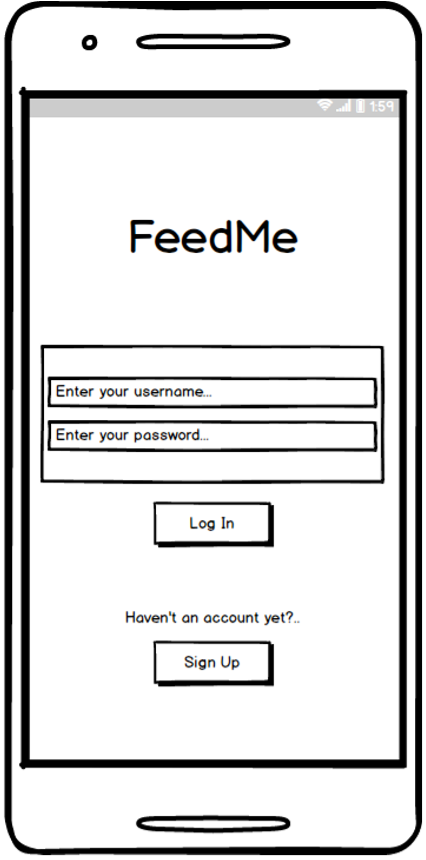 1:59
FeedMe
Enter your username...
Enter your password...
Log In
Haven't an account yet?..
Sign Up